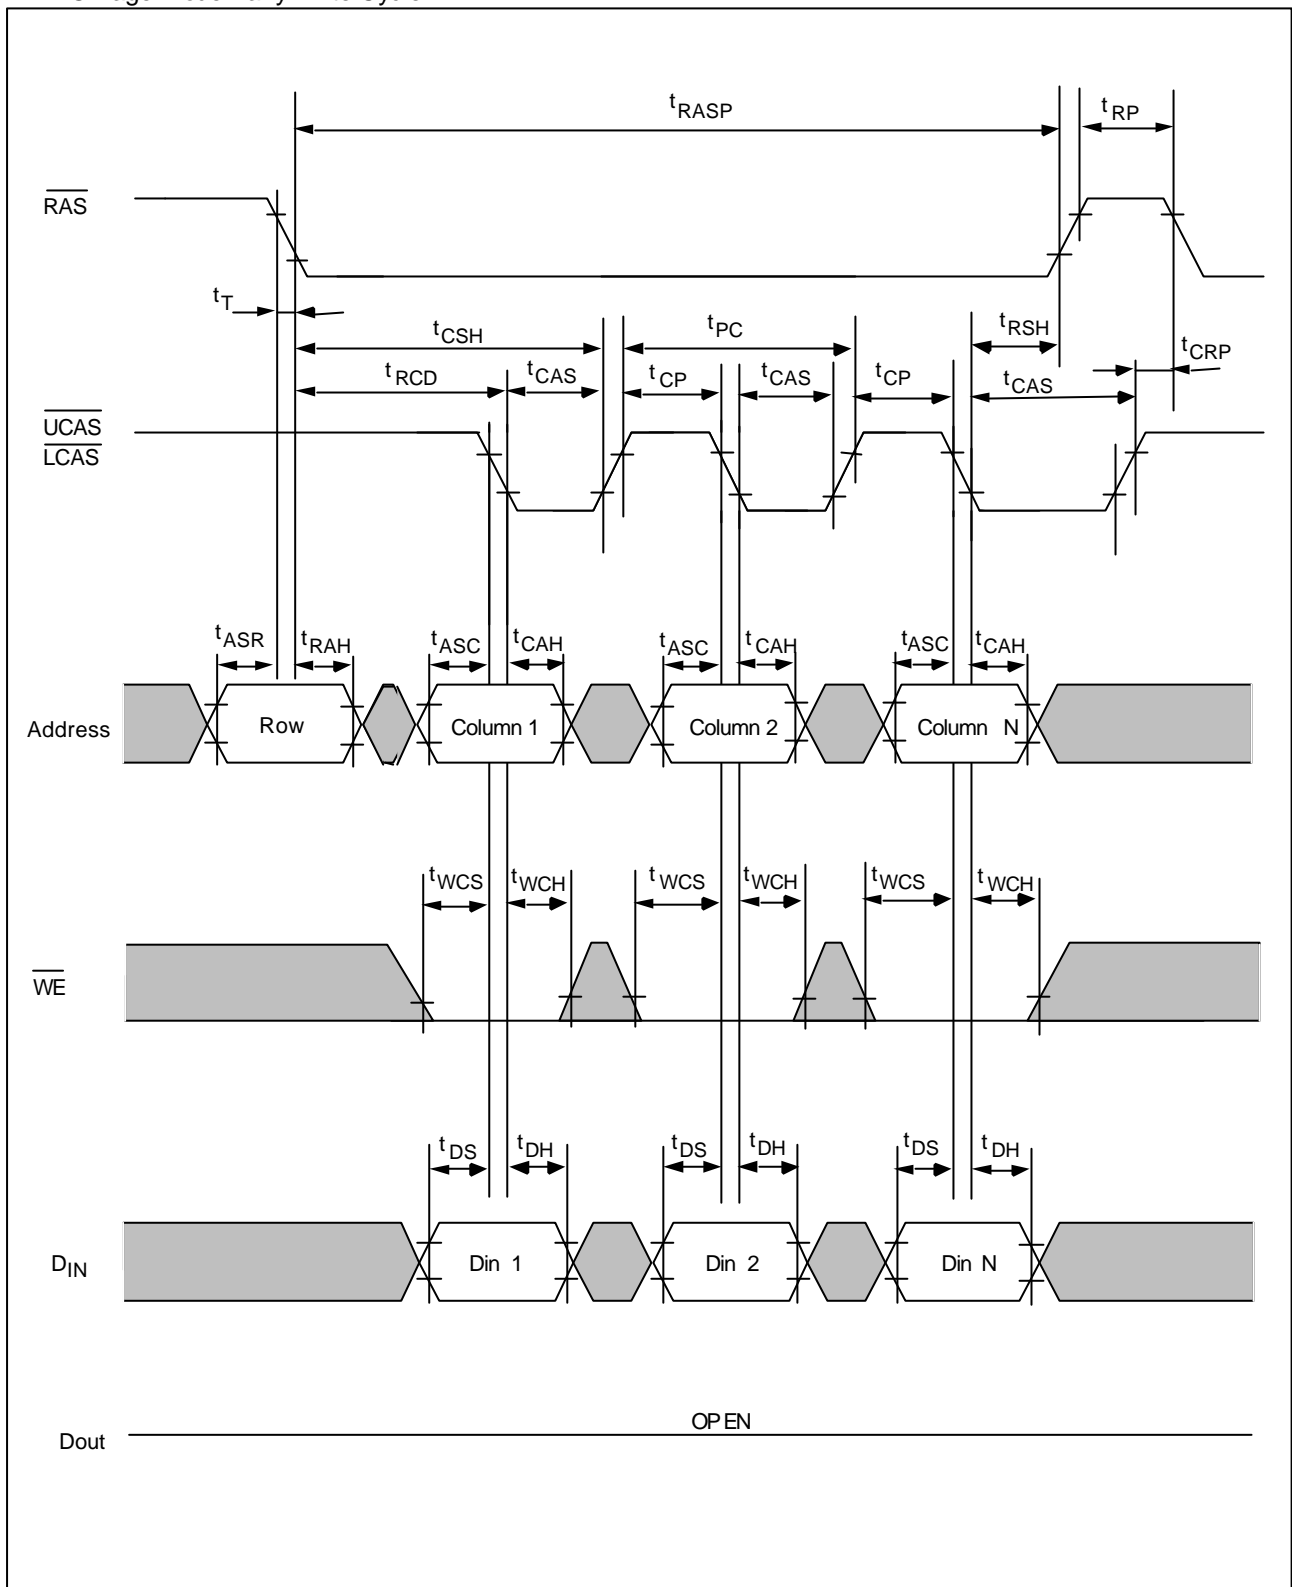 tRASP tRP
RAS
tT
tCSH tPC tRSH tCRP
tRCD tCAS tCP tCAS tCP tCAS
UCAS
LCAS
tASR tRAH tASC tCAH tASC tCAH tASC tCAH
Address Row Column 1 Column 2 Column N
tWCS tWCH tWCS tWCH tWCS tWCH
WE
tDS tDH tDS tDH tDS tDH
DIN Din 1 Din 2 Din N
OPEN
Dout